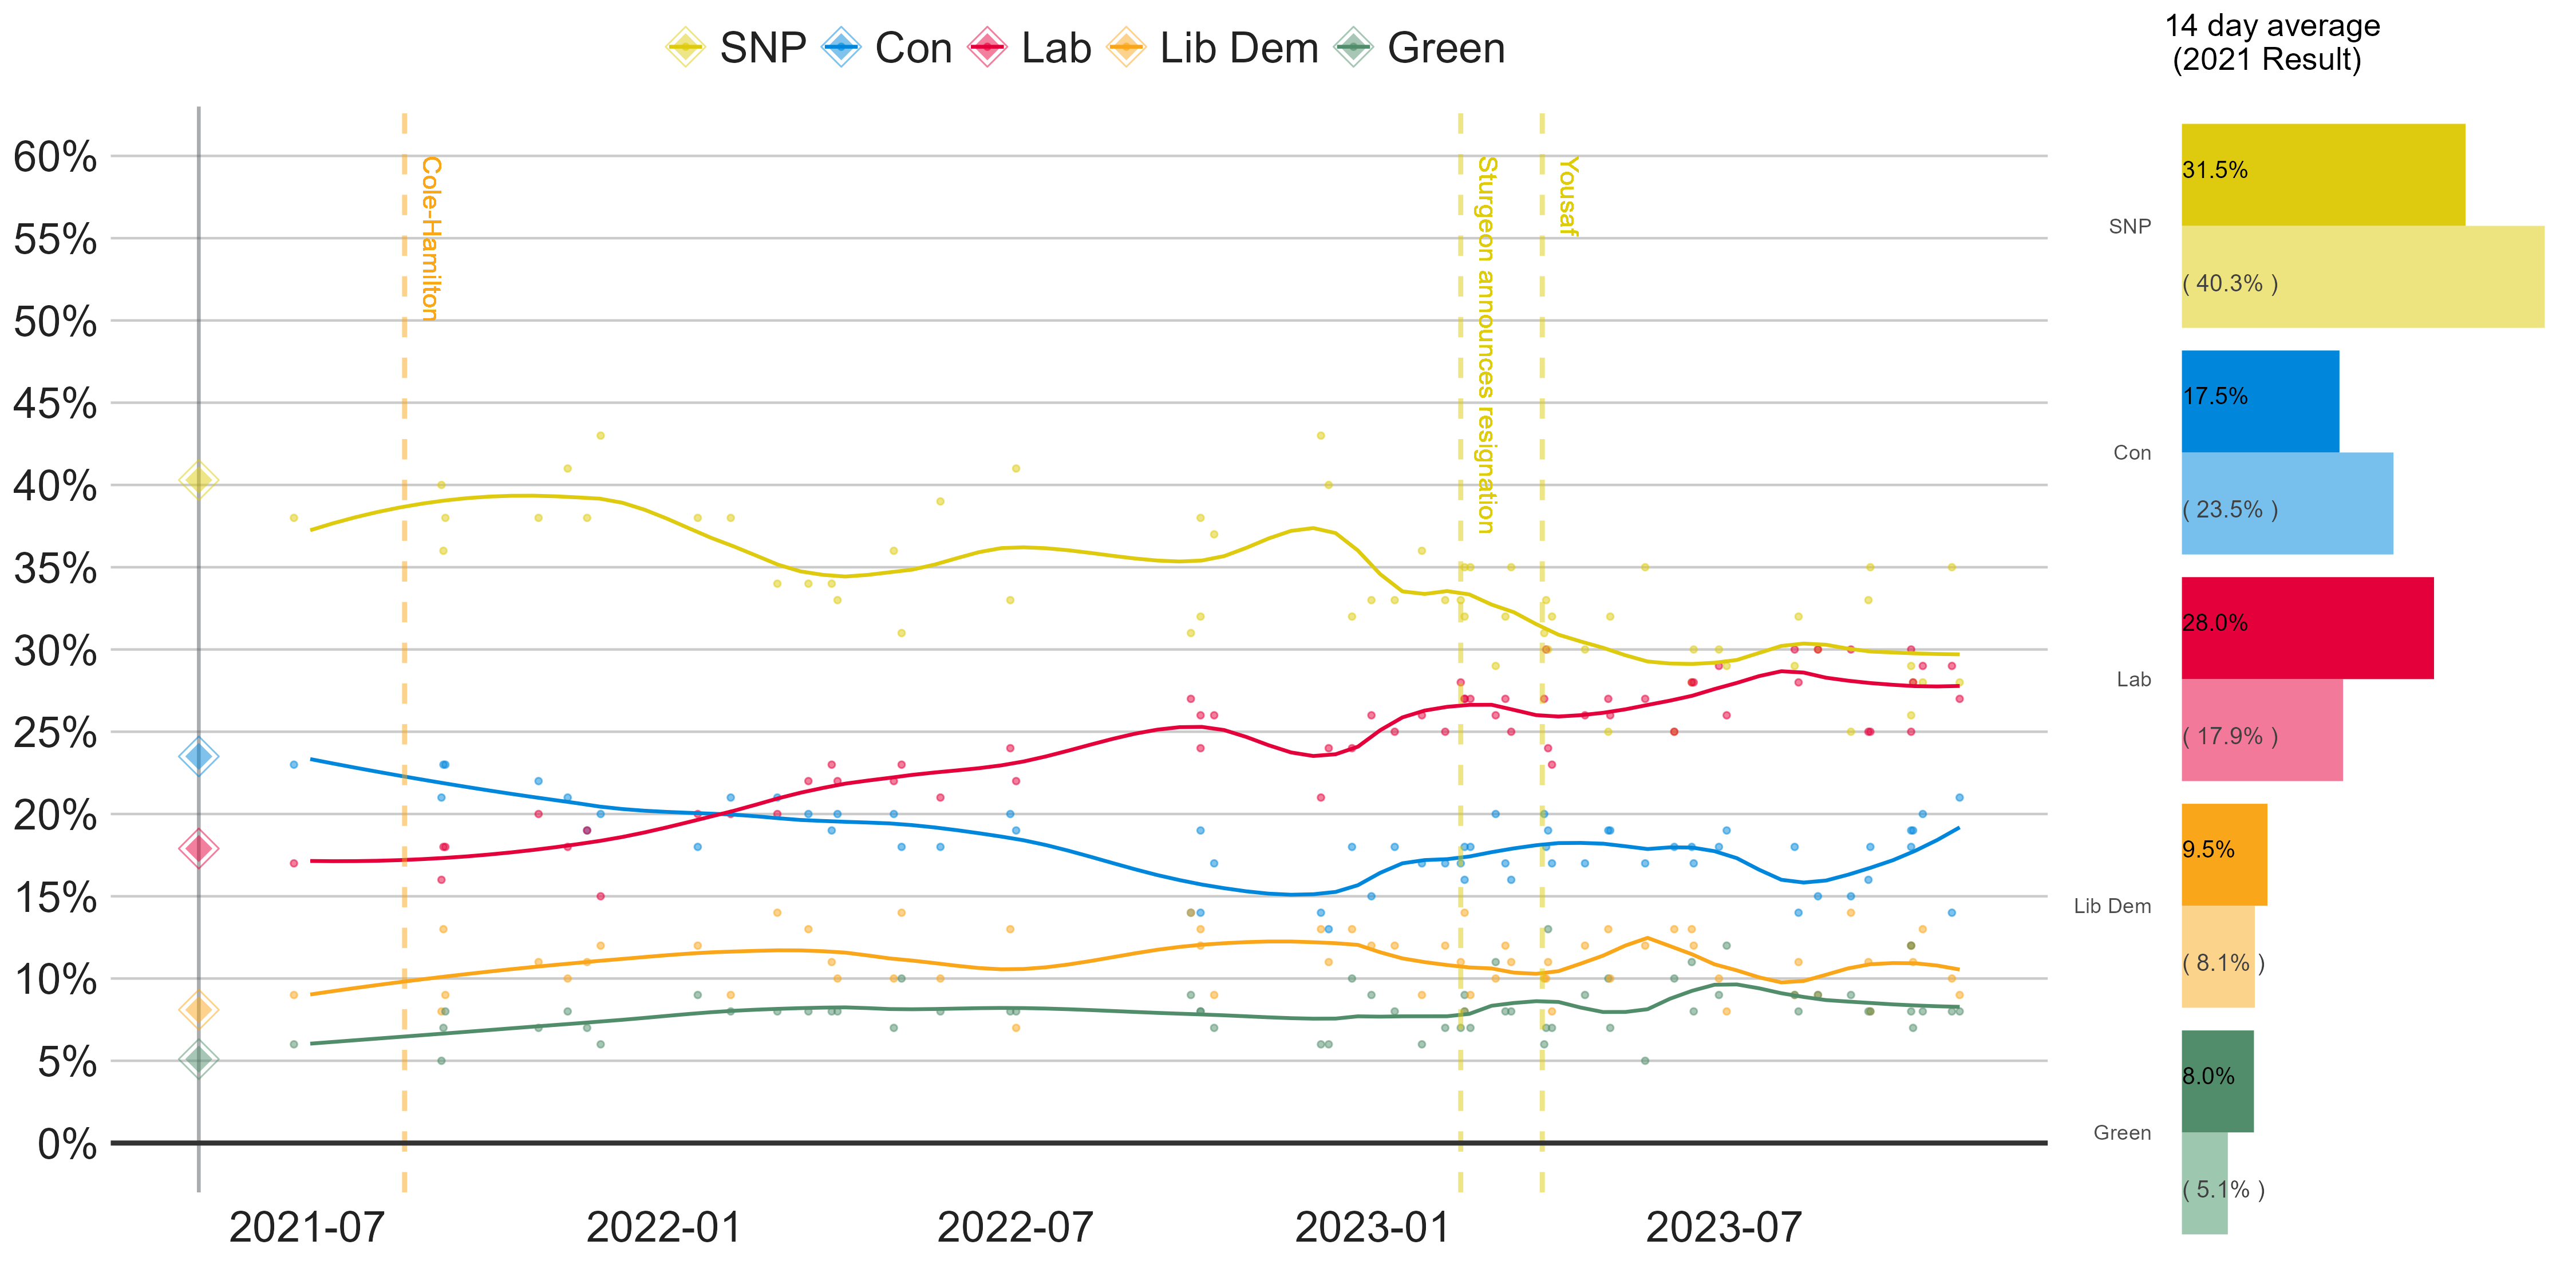 SNP Con Lab Lib Dem Green
14 day average
(2021 Result)
60%
55%
50%
45%
40%
35%
30%
25%
20%
15%
10%
5%
0%
Cole-Hamilton
Sturgeon announces resignation
Yousaf
2021-07 2022-01 2022-07 2023-01 2023-07
31.5%
SNP
( 40.3% )
17.5%
Con
( 23.5% )
28.0%
Lab
( 17.9% )
9.5%
Lib Dem
( 8.1% )
8.0%
Green
( 5.1% )